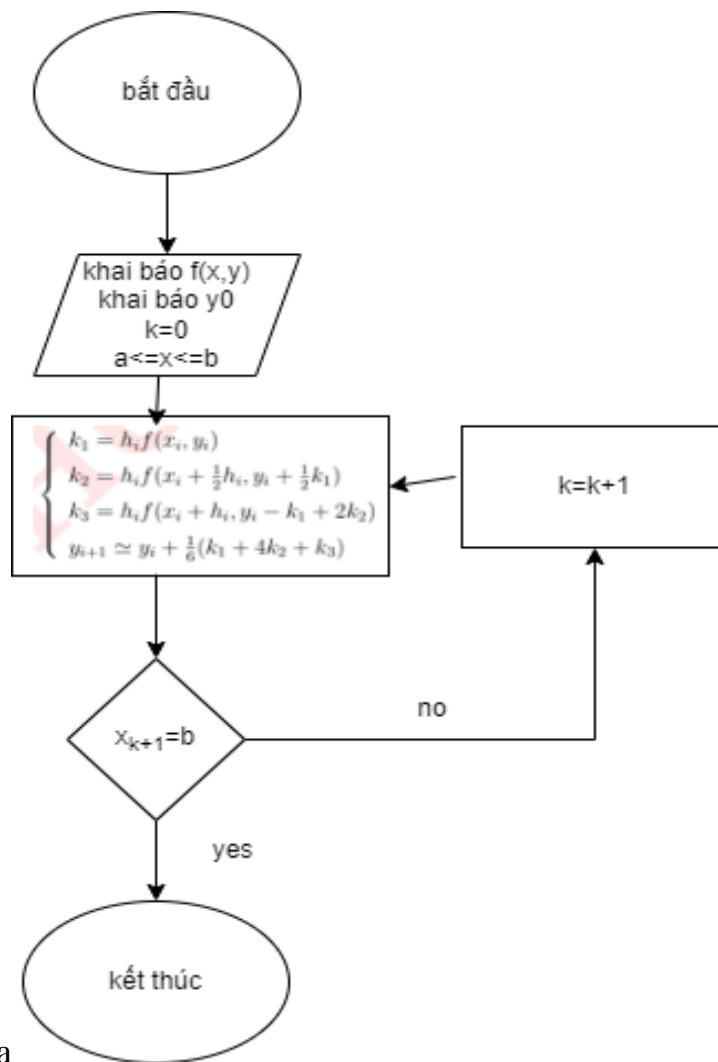 bắt đầu
khai báo f(x,y)
khai báo y0
k=0
a<=x<=b
k₁ = hᵢf(xᵢ, yᵢ)
k₂ = hᵢf(xᵢ + ½hᵢ, yᵢ + ½k₁)
k₃ = hᵢf(xᵢ + hᵢ, yᵢ − k₁ + 2k₂)
yᵢ₊₁ ≃ yᵢ + ⅙(k₁ + 4k₂ + k₃)
k=k+1
xₖ₊₁=b
no
yes
kết thúc
a